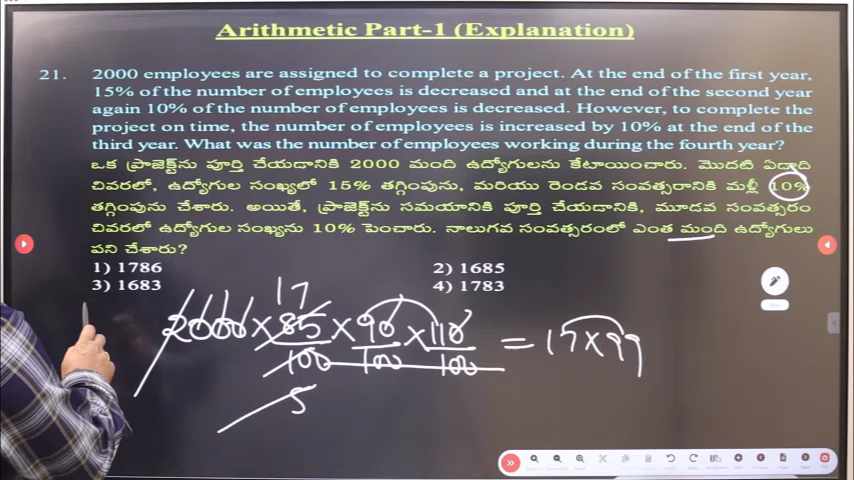 Arithmetic Part-1 (Explanation)
21. 2000 employees are assigned to complete a project. At the end of the first year,
15% of the number of employees is decreased and at the end of the second year
again 10% of the number of employees is decreased. However, to complete the
project on time, the number of employees is increased by 10% at the end of the
third year. What was the number of employees working during the fourth year?
ఒక ప్రాజెక్ట్‌ను పూర్తి చేయడానికి 2000 మంది ఉద్యోగులను కేటాయించారు. మొదటి ఏడాది
చివరలో, ఉద్యోగుల సంఖ్యలో 15% తగ్గింపును, మరియు రెండవ సంవత్సరానికి మళ్లీ 10%
తగ్గింపును చేశారు. అయితే, ప్రాజెక్ట్‌ను సమయానికి పూర్తి చేయడానికి, మూడవ సంవత్సరం
చివరలో ఉద్యోగుల సంఖ్యను 10% పెంచారు. నాలుగవ సంవత్సరంలో ఎంత మంది ఉద్యోగులు
పని చేశారు?
1) 1786 2) 1685
3) 1683 4) 1783
17
2000 × 85 × 90 × 110 = 17 × 99
100 100 100
5